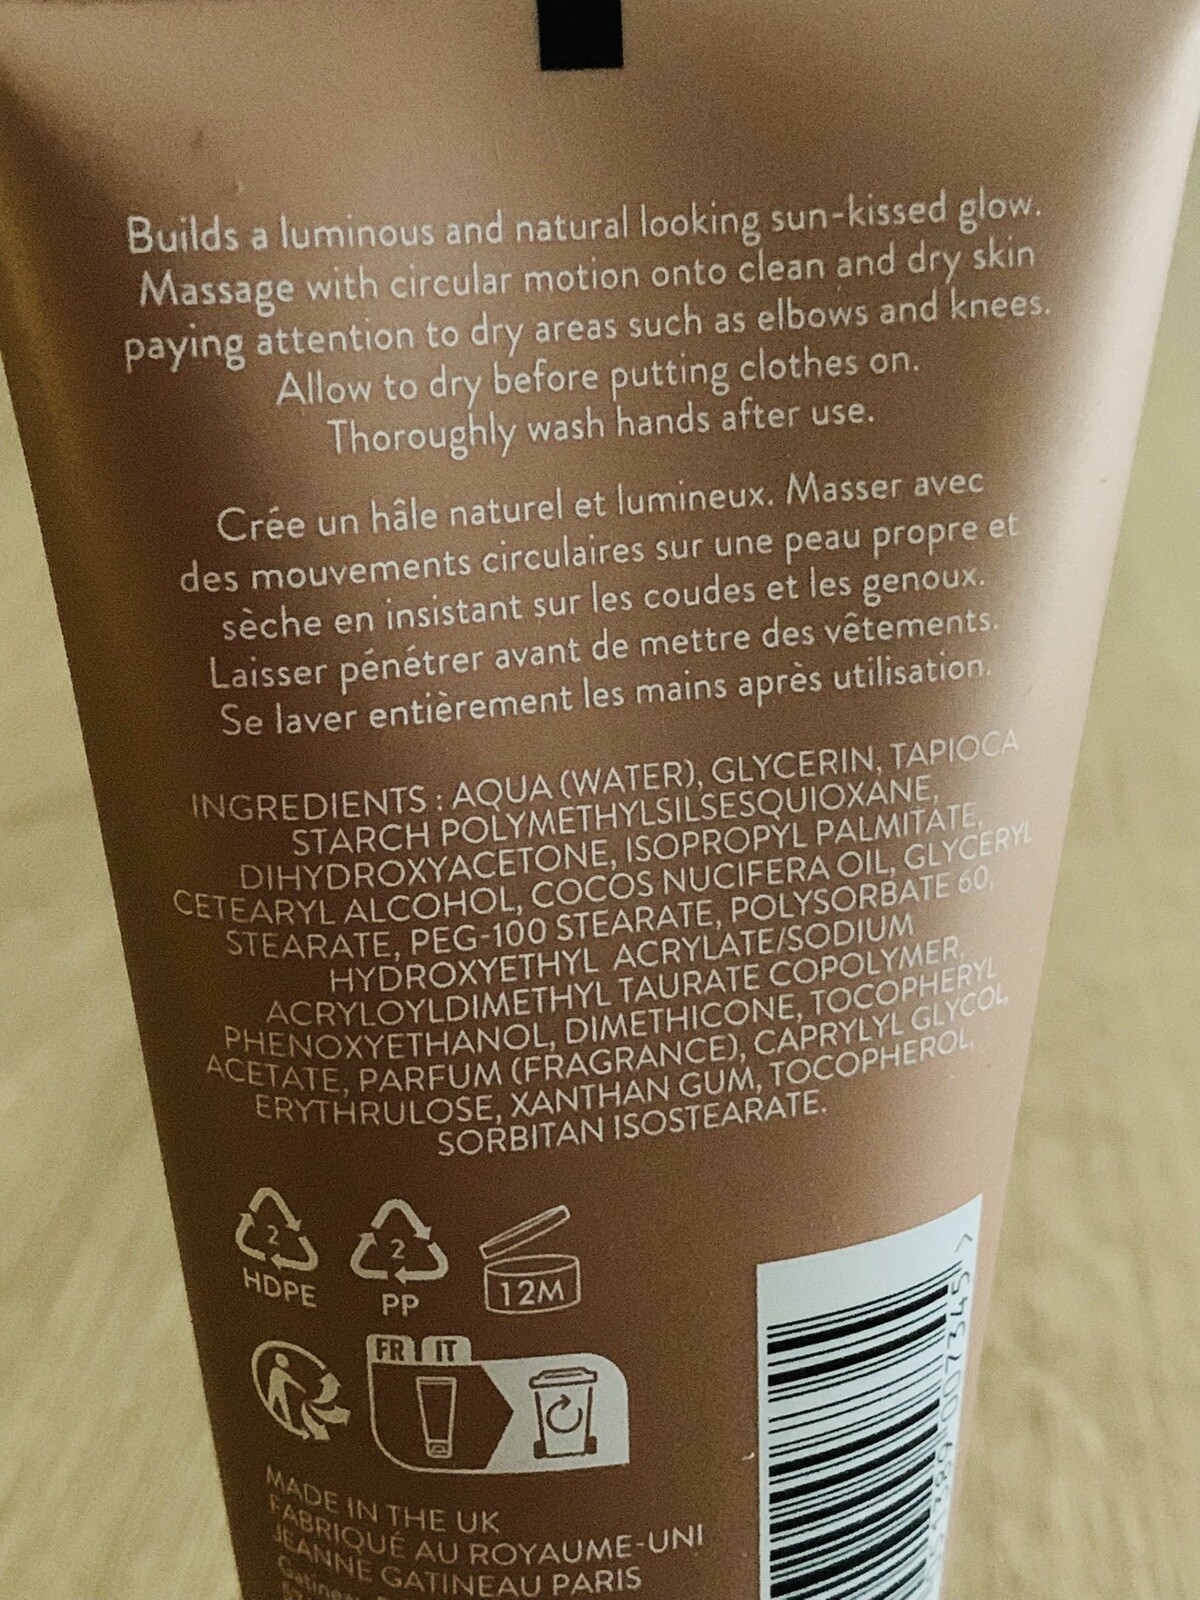 Builds a luminous and natural looking sun-kissed glow.
Massage with circular motion onto clean and dry skin
paying attention to dry areas such as elbows and knees.
Allow to dry before putting clothes on.
Thoroughly wash hands after use.
Crée un hâle naturel et lumineux. Masser avec
des mouvements circulaires sur une peau propre et
sèche en insistant sur les coudes et les genoux.
Laisser pénétrer avant de mettre des vêtements.
Se laver entièrement les mains après utilisation.
INGREDIENTS : AQUA (WATER), GLYCERIN, TAPIOCA
STARCH POLYMETHYLSILSESQUIOXANE,
DIHYDROXYACETONE, ISOPROPYL PALMITATE,
CETEARYL ALCOHOL, COCOS NUCIFERA OIL, GLYCERYL
STEARATE, PEG-100 STEARATE, POLYSORBATE 60,
HYDROXYETHYL ACRYLATE/SODIUM
ACRYLOYLDIMETHYL TAURATE COPOLYMER,
PHENOXYETHANOL, DIMETHICONE, TOCOPHERYL
ACETATE, PARFUM (FRAGRANCE), CAPRYLYL GLYCOL,
ERYTHRULOSE, XANTHAN GUM, TOCOPHEROL,
SORBITAN ISOSTEARATE.
2
HDPE
2
PP
12M
FR IT
MADE IN THE UK
FABRIQUÉ AU ROYAUME-UNI
JEANNE GATINEAU PARIS
007345 >